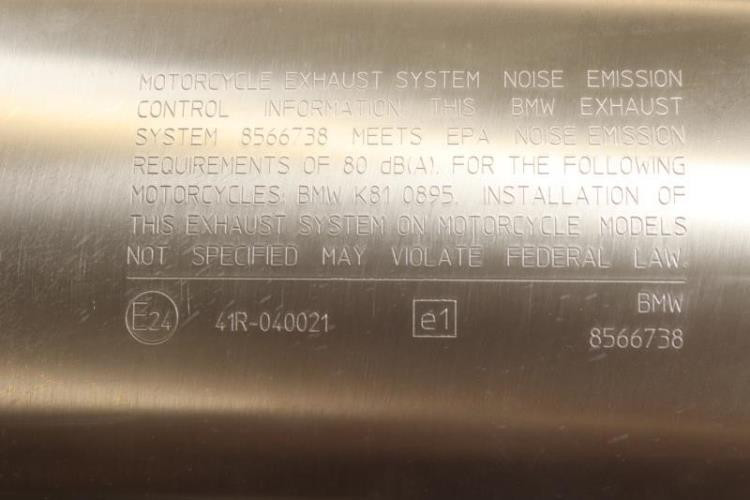 MOTORCYCLE EXHAUST SYSTEM NOISE EMISSION
CONTROL INFORMATION THIS BMW EXHAUST
SYSTEM 8566738 MEETS EPA NOISE EMISSION
REQUIREMENTS OF 80 dB(A). FOR THE FOLLOWING
MOTORCYCLES: BMW K81 0895. INSTALLATION OF
THIS EXHAUST SYSTEM ON MOTORCYCLE MODELS
NOT SPECIFIED MAY VIOLATE FEDERAL LAW.
E24 41R-040021 e1 BMW
8566738